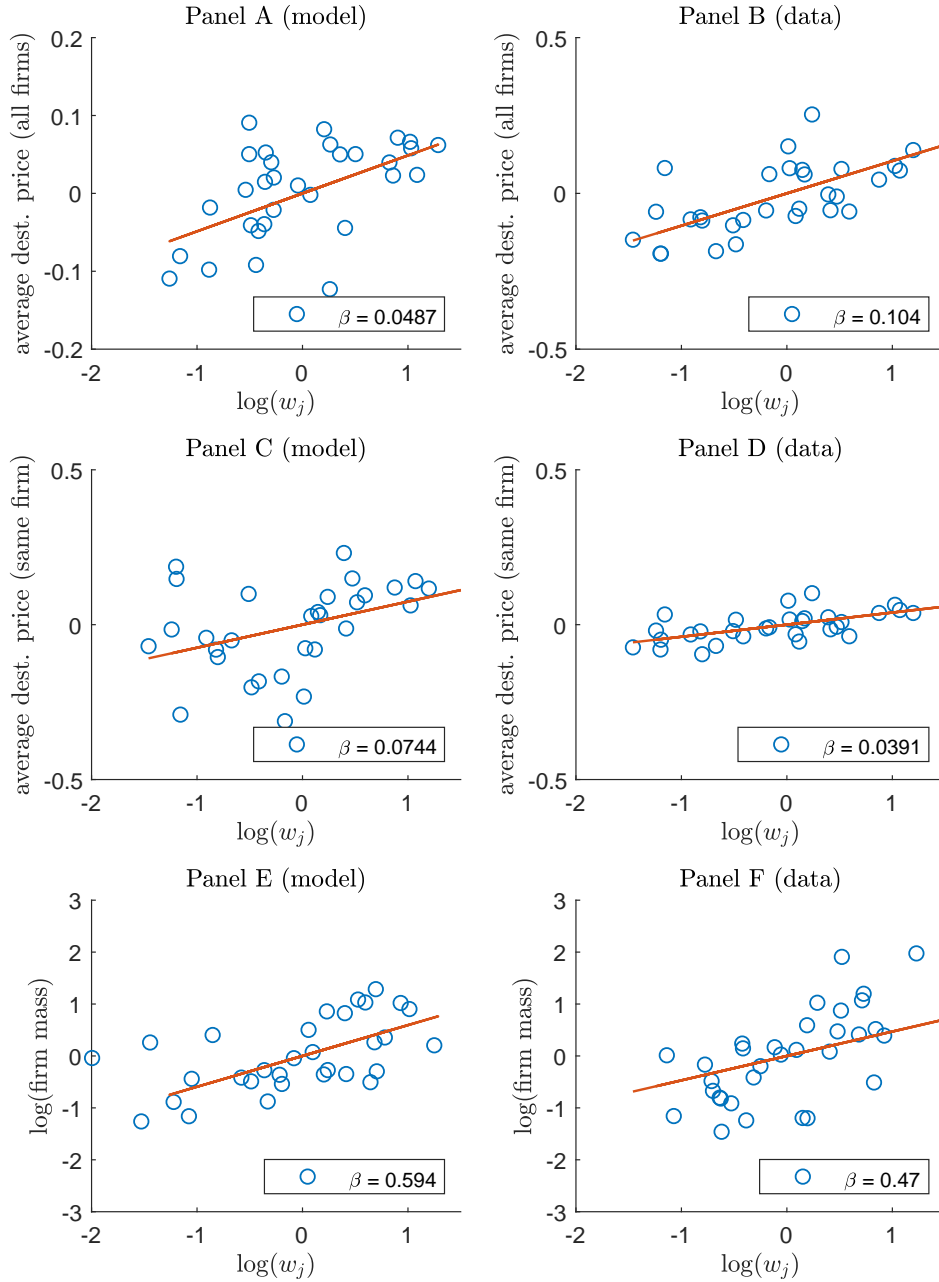 Panel A (model)
average dest. price (all firms)
0.2
0.1
0
-0.1
-0.2
β = 0.0487
-2
-1
0
1
log(w_j)
Panel B (data)
average dest. price (all firms)
0.5
0
-0.5
β = 0.104
-2
-1
0
1
log(w_j)
Panel C (model)
average dest. price (same firm)
0.5
0
-0.5
β = 0.0744
-2
-1
0
1
log(w_j)
Panel D (data)
average dest. price (same firm)
0.5
0
-0.5
β = 0.0391
-2
-1
0
1
log(w_j)
Panel E (model)
log(firm mass)
3
2
1
0
-1
-2
-3
β = 0.594
-2
-1
0
1
log(w_j)
Panel F (data)
log(firm mass)
3
2
1
0
-1
-2
-3
β = 0.47
-2
-1
0
1
log(w_j)